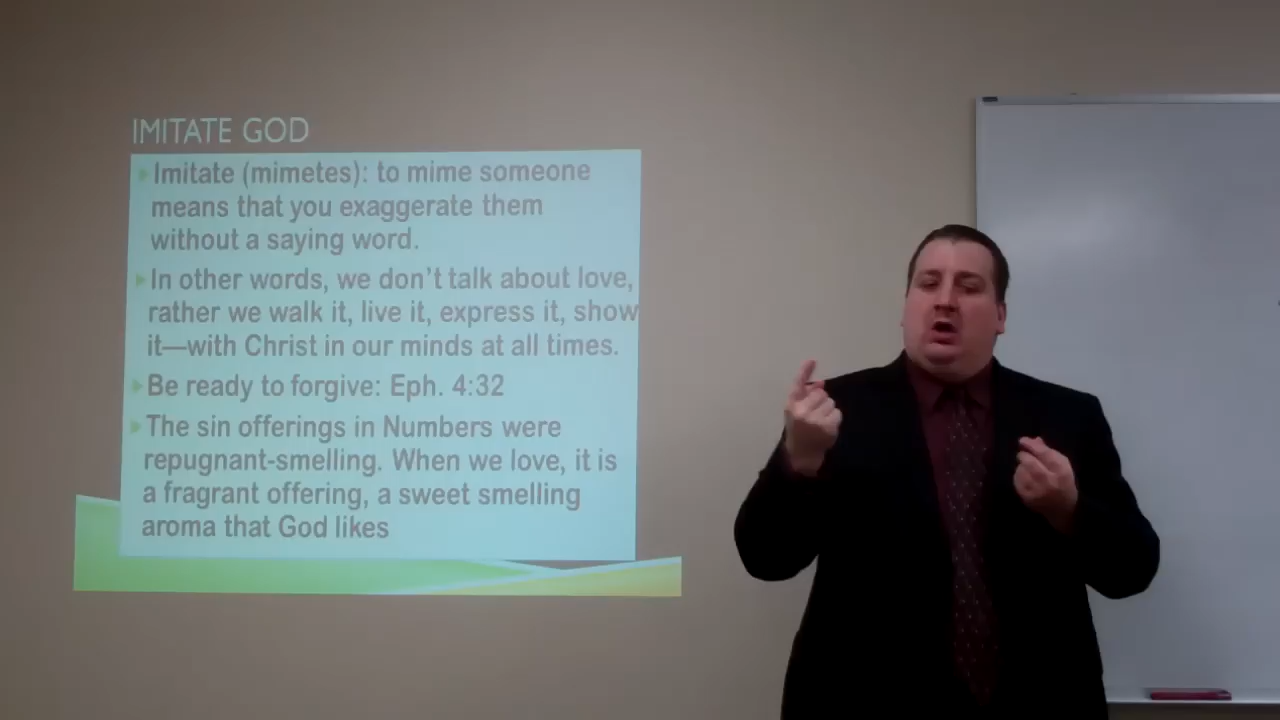 IMITATE GOD
Imitate (mimetes): to mime someone
means that you exaggerate them
without a saying word.
In other words, we don't talk about love,
rather we walk it, live it, express it, show
it—with Christ in our minds at all times.
Be ready to forgive: Eph. 4:32
The sin offerings in Numbers were
repugnant-smelling. When we love, it is
a fragrant offering, a sweet smelling
aroma that God likes